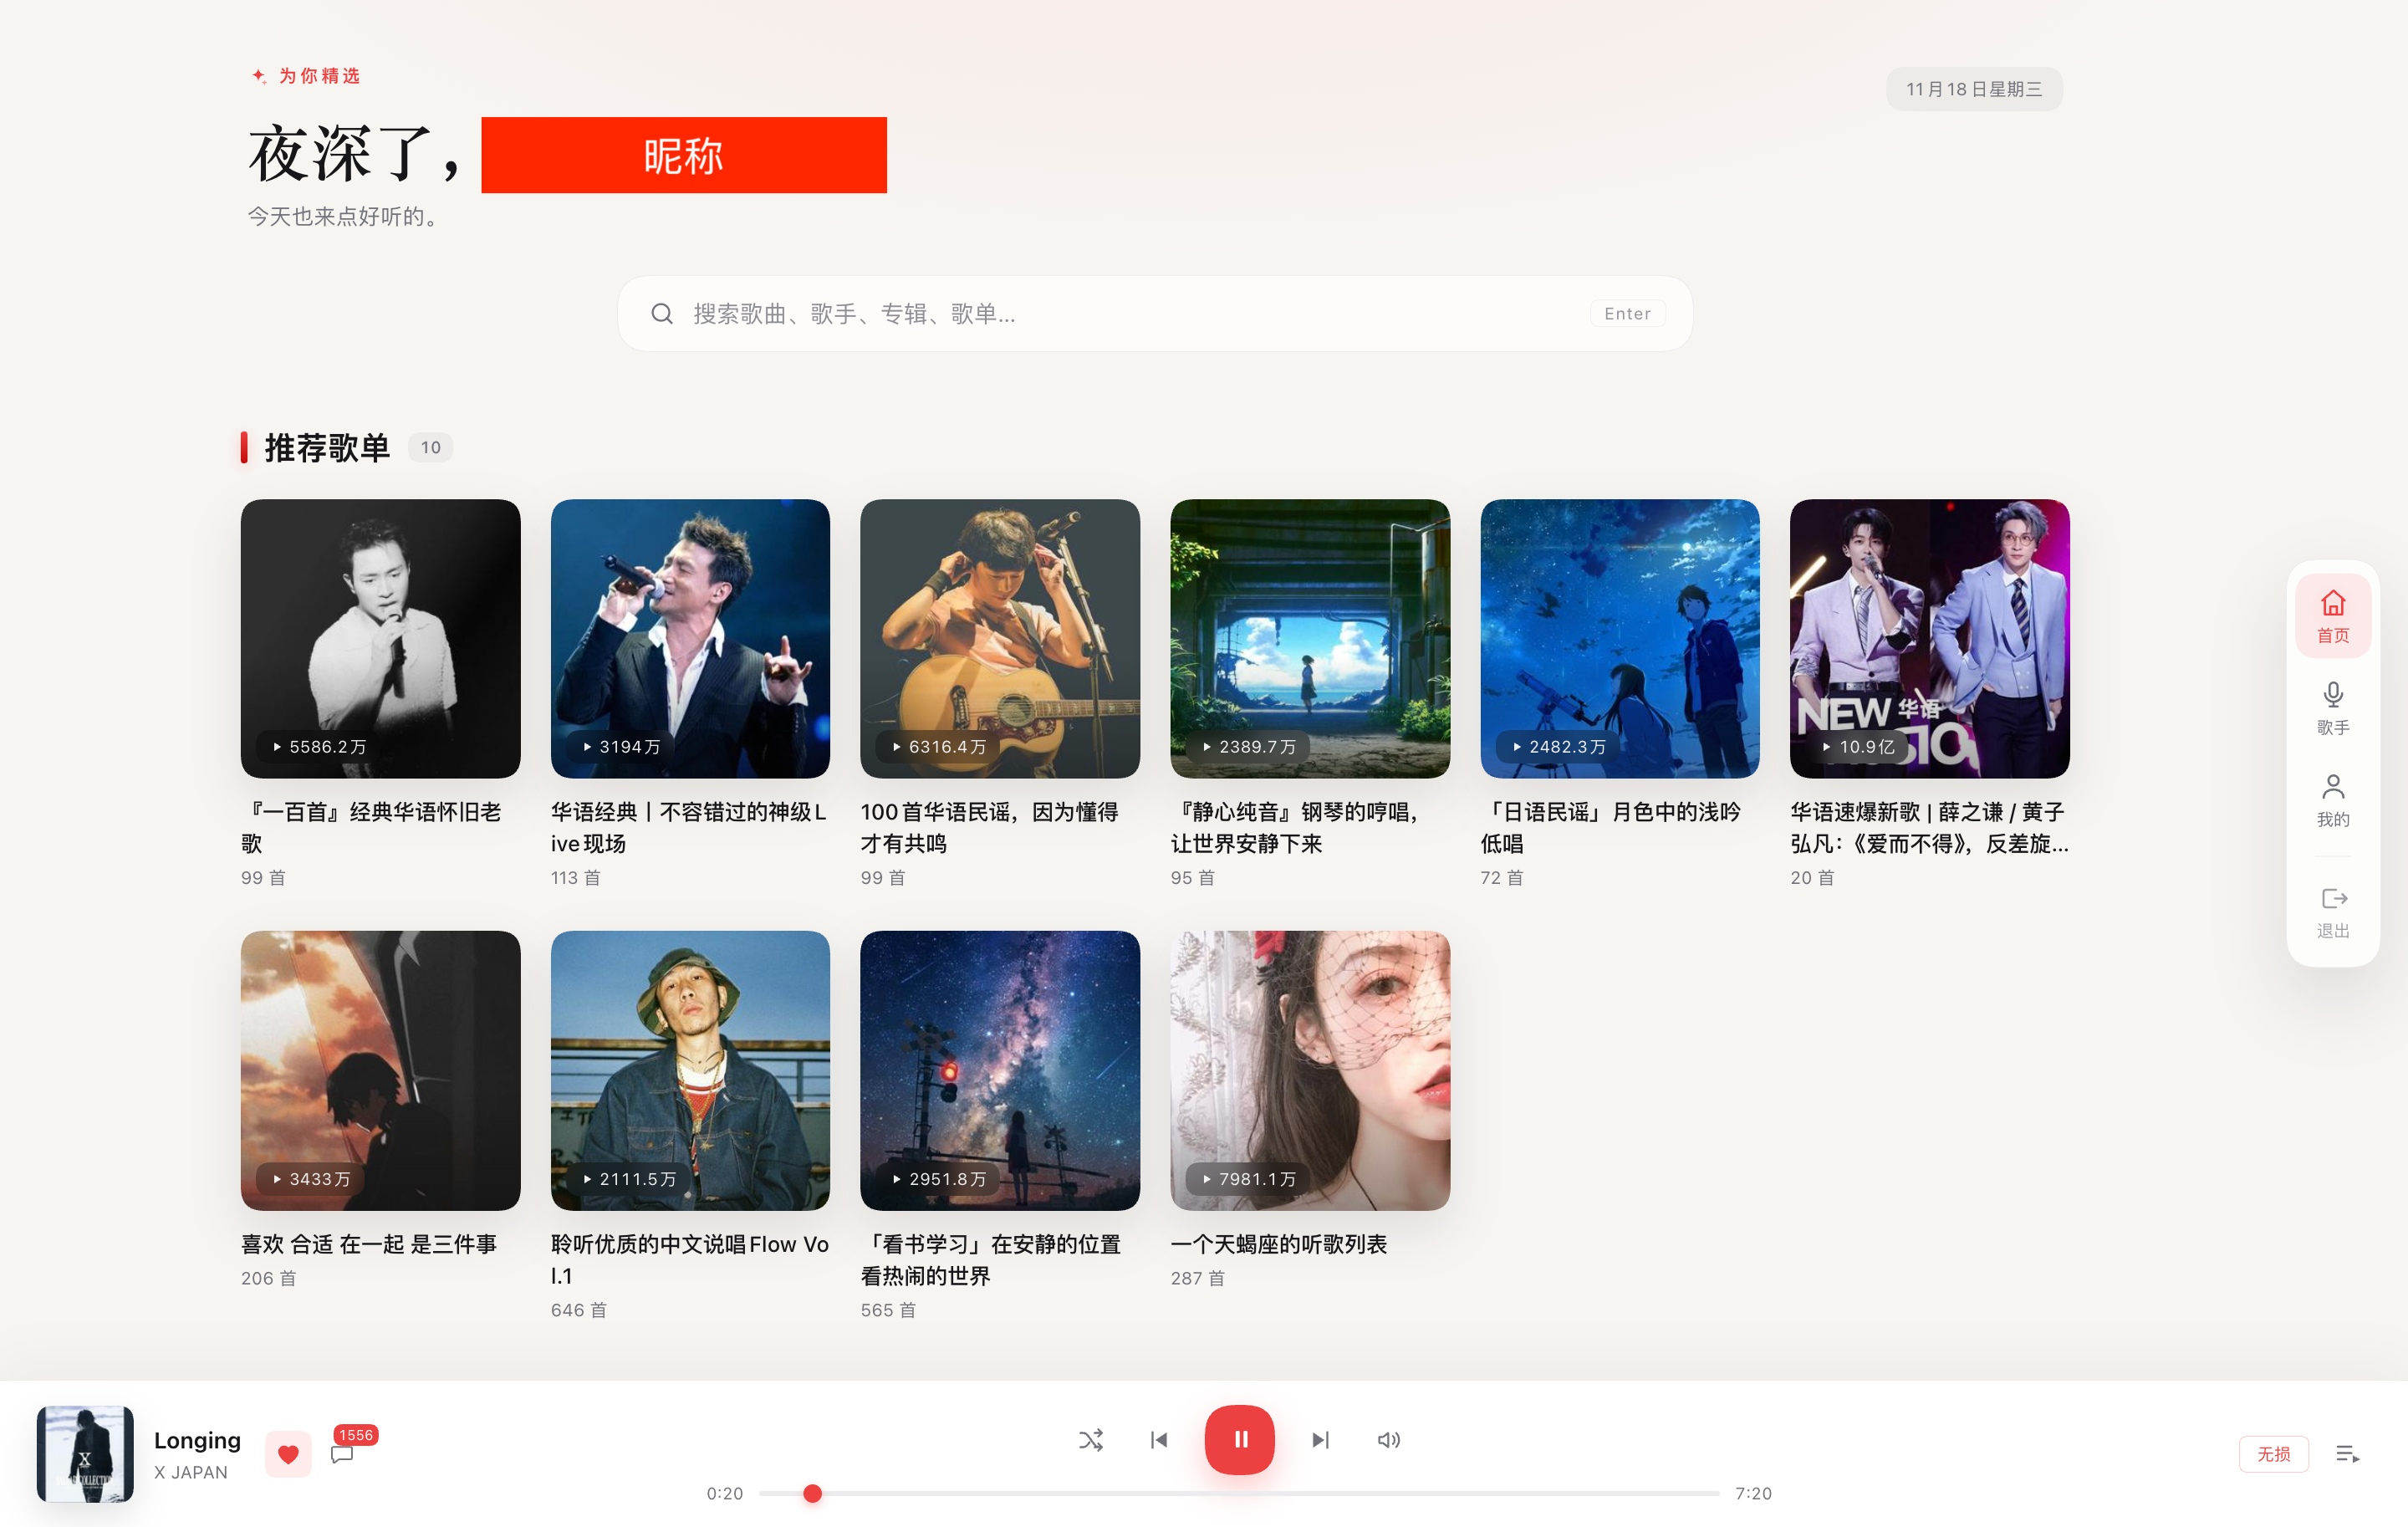 为你精选
11月18日星期三
夜深了，
昵称
今天也来点好听的。
搜索歌曲、歌手、专辑、歌单...
Enter
推荐歌单
10
5586.2万
3194万
6316.4万
2389.7万
2482.3万
NEW 华语
10.9亿
『一百首』经典华语怀旧老
歌
99 首
华语经典丨不容错过的神级L
ive现场
113 首
100首华语民谣，因为懂得
才有共鸣
99 首
『静心纯音』钢琴的哼唱，
让世界安静下来
95 首
「日语民谣」月色中的浅吟
低唱
72 首
华语速爆新歌 | 薛之谦 / 黄子
弘凡：《爱而不得》，反差旋...
20 首
首页
歌手
我的
退出
3433万
2111.5万
2951.8万
7981.1万
喜欢 合适 在一起 是三件事
206 首
聆听优质的中文说唱Flow Vo
l.1
646 首
「看书学习」在安静的位置
看热闹的世界
565 首
一个天蝎座的听歌列表
287 首
X
Longing
X JAPAN
1556
0:20
7:20
无损